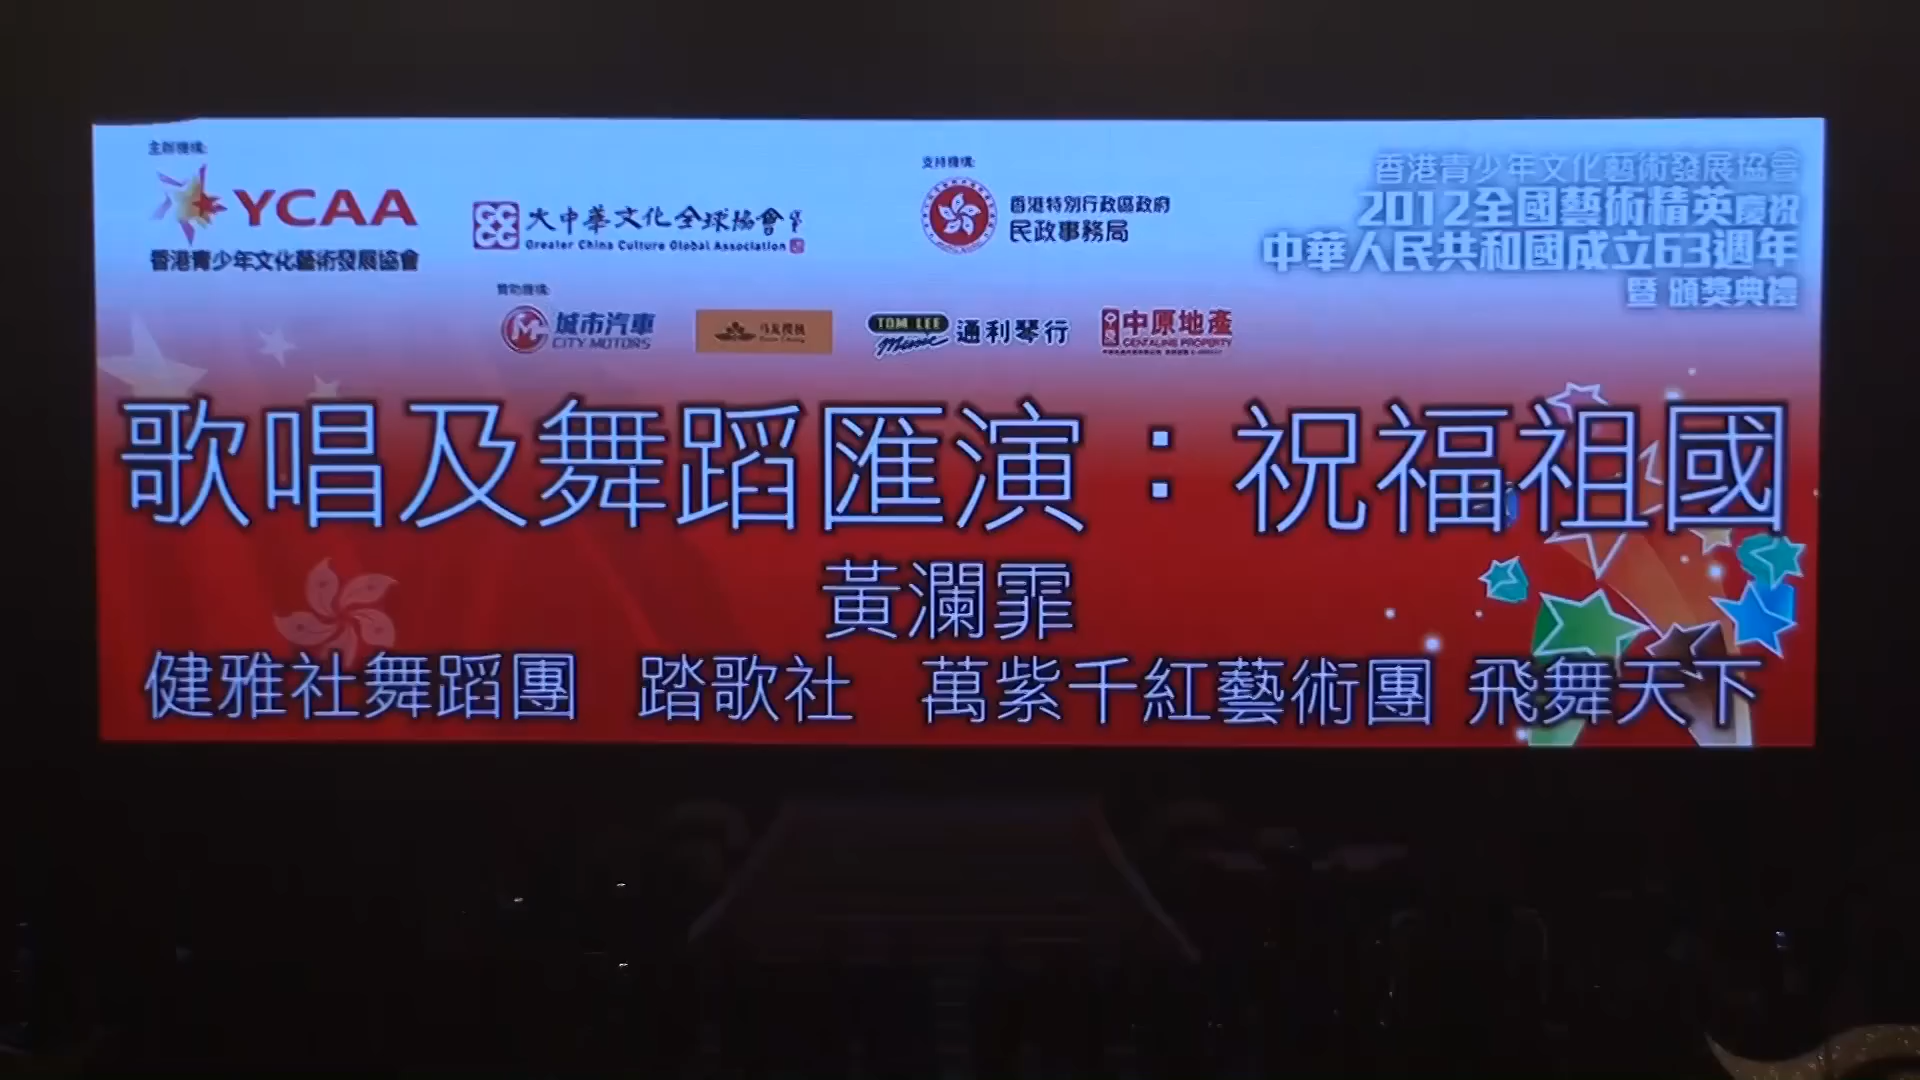 主辦機構:
YCAA
香港青少年文化藝術發展協會
大中華文化全球協會
Greater China Culture Global Association
支持機構:
香港特別行政區政府
民政事務局
香港青少年文化藝術發展協會
2012全國藝術精英慶祝
中華人民共和國成立63週年
暨 頒獎典禮
贊助機構:
城市汽車
CITY MOTORS
TOM LEE
Music
通利琴行
中原地產
CENTALINE PROPERTY
歌唱及舞蹈匯演：祝福祖國
黃瀾霏
健雅社舞蹈團 踏歌社 萬紫千紅藝術團 飛舞天下